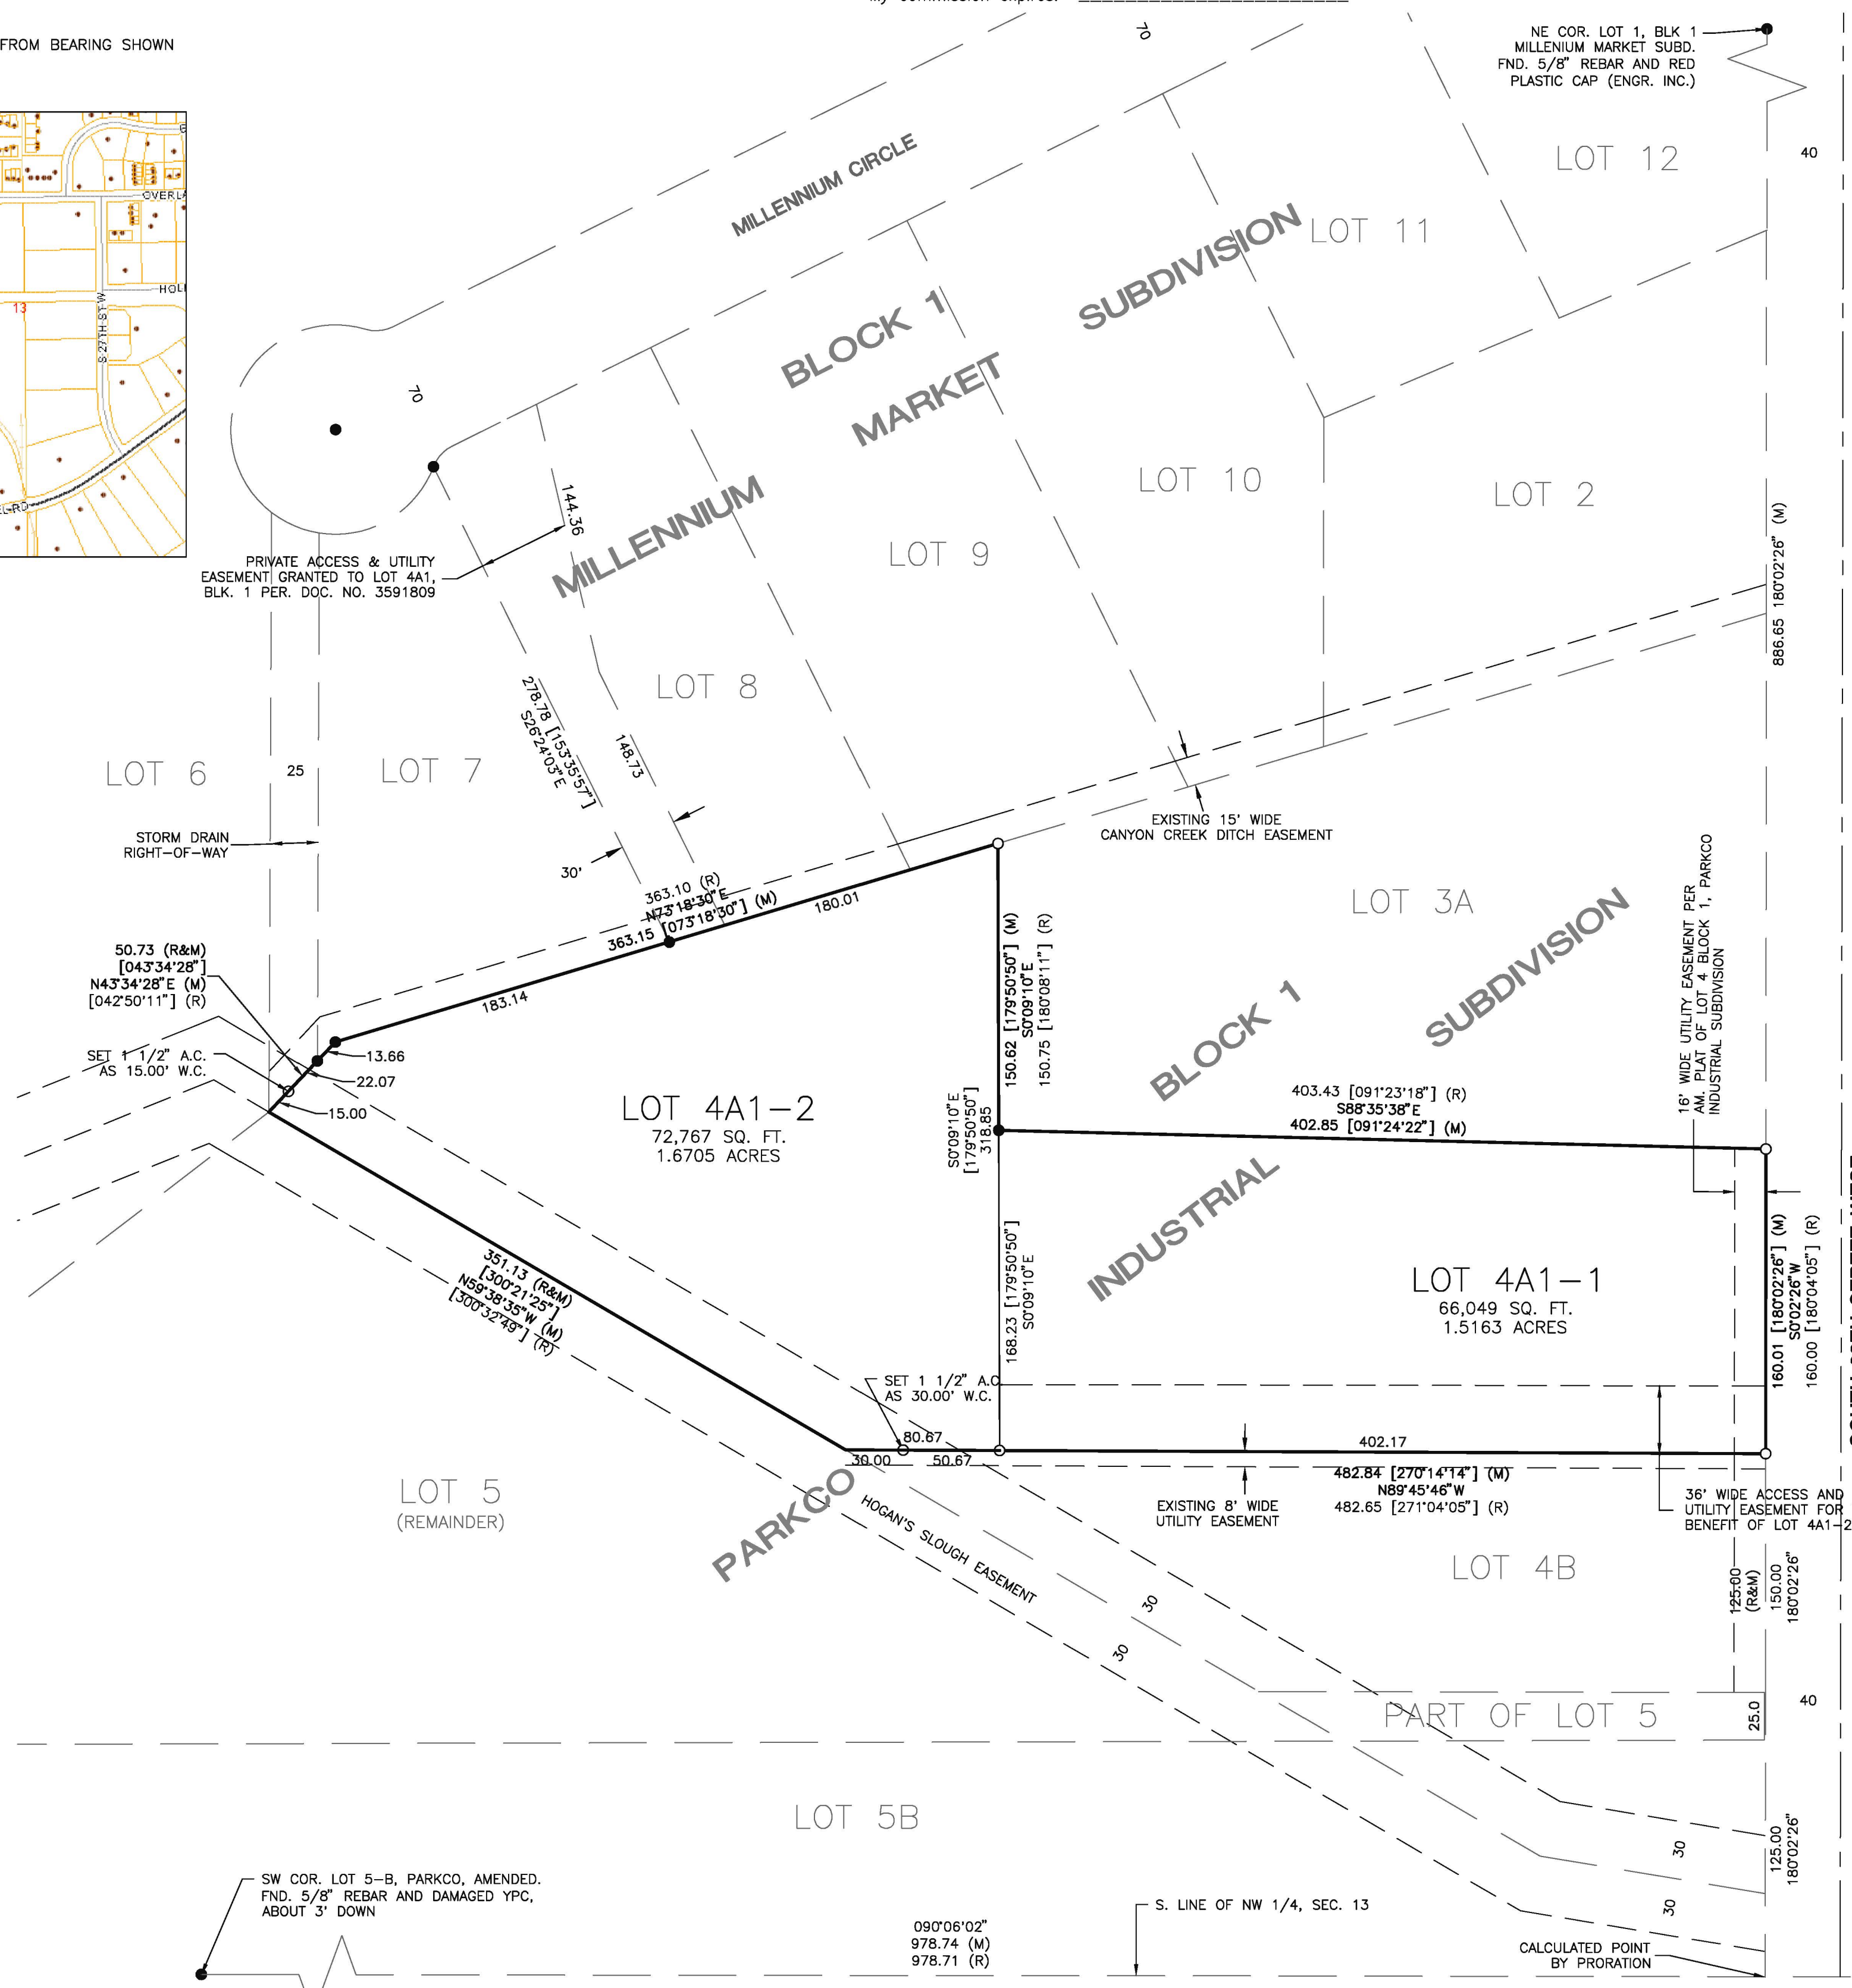 My Commission expires:
FROM BEARING SHOWN
NE COR. LOT 1, BLK 1
MILLENIUM MARKET SUBD.
FND. 5/8" REBAR AND RED
PLASTIC CAP (ENGR. INC.)
70
40
LOT 12
MILLENNIUM CIRCLE
LOT 11
OVERLA
HOLL
13
S 27TH ST W
BLOCK 1
MILLENNIUM MARKET SUBDIVISION
70
LOT 10
LOT 2
LOT 9
144.36
PRIVATE ACCESS & UTILITY
EASEMENT GRANTED TO LOT 4A1,
BLK. 1 PER. DOC. NO. 3591809
886.65 180°02'26" (M)
LOT 8
278.78 [153°35'57"]
S26°24'03"E
148.73
LOT 6
25
LOT 7
STORM DRAIN
RIGHT-OF-WAY
30'
EXISTING 15' WIDE
CANYON CREEK DITCH EASEMENT
363.10 (R)
N73°18'30"E
363.15 [073°18'30"] (M)
180.01
183.14
LOT 3A
16' WIDE UTILITY EASEMENT PER
AM. PLAT OF LOT 4 BLOCK 1, PARKCO
INDUSTRIAL SUBDIVISION
50.73 (R&M)
[043°34'28"]
N43°34'28"E (M)
[042°50'11"] (R)
SET 1 1/2" A.C.
AS 15.00' W.C.
13.66
22.07
15.00
150.62 [179°50'50"] (M)
S0°09'10"E
150.75 [180°08'11"] (R)
S0°09'10"E
[179°50'50"]
318.85
LOT 4A1-2
72,767 SQ. FT.
1.6705 ACRES
BLOCK 1
PARKCO INDUSTRIAL SUBDIVISION
403.43 [091°23'18"] (R)
S88°35'38"E
402.85 [091°24'22"] (M)
168.23 [179°50'50"]
S0°09'10"E
LOT 4A1-1
66,049 SQ. FT.
1.5163 ACRES
160.01 [180°02'26"] (M)
S0°02'26"W
160.00 [180°04'05"] (R)
351.13 (R&M)
[300°21'25"]
N59°38'35"W (M)
[300°32'49"] (R)
SET 1 1/2" A.C.
AS 30.00' W.C.
80.67
30.00
50.67
402.17
482.84 [270°14'14"] (M)
N89°45'46"W
482.65 [271°04'05"] (R)
EXISTING 8' WIDE
UTILITY EASEMENT
36' WIDE ACCESS AND
UTILITY EASEMENT FOR
BENEFIT OF LOT 4A1-2
LOT 5
(REMAINDER)
HOGAN'S SLOUGH EASEMENT
LOT 4B
125.00
(R&M)
150.00
180°02'26"
30
30
PART OF LOT 5
25.0
40
LOT 5B
30
30
125.00
180°02'26"
SW COR. LOT 5-B, PARKCO, AMENDED.
FND. 5/8" REBAR AND DAMAGED YPC,
ABOUT 3' DOWN
090°06'02"
978.74 (M)
978.71 (R)
S. LINE OF NW 1/4, SEC. 13
CALCULATED POINT
BY PRORATION